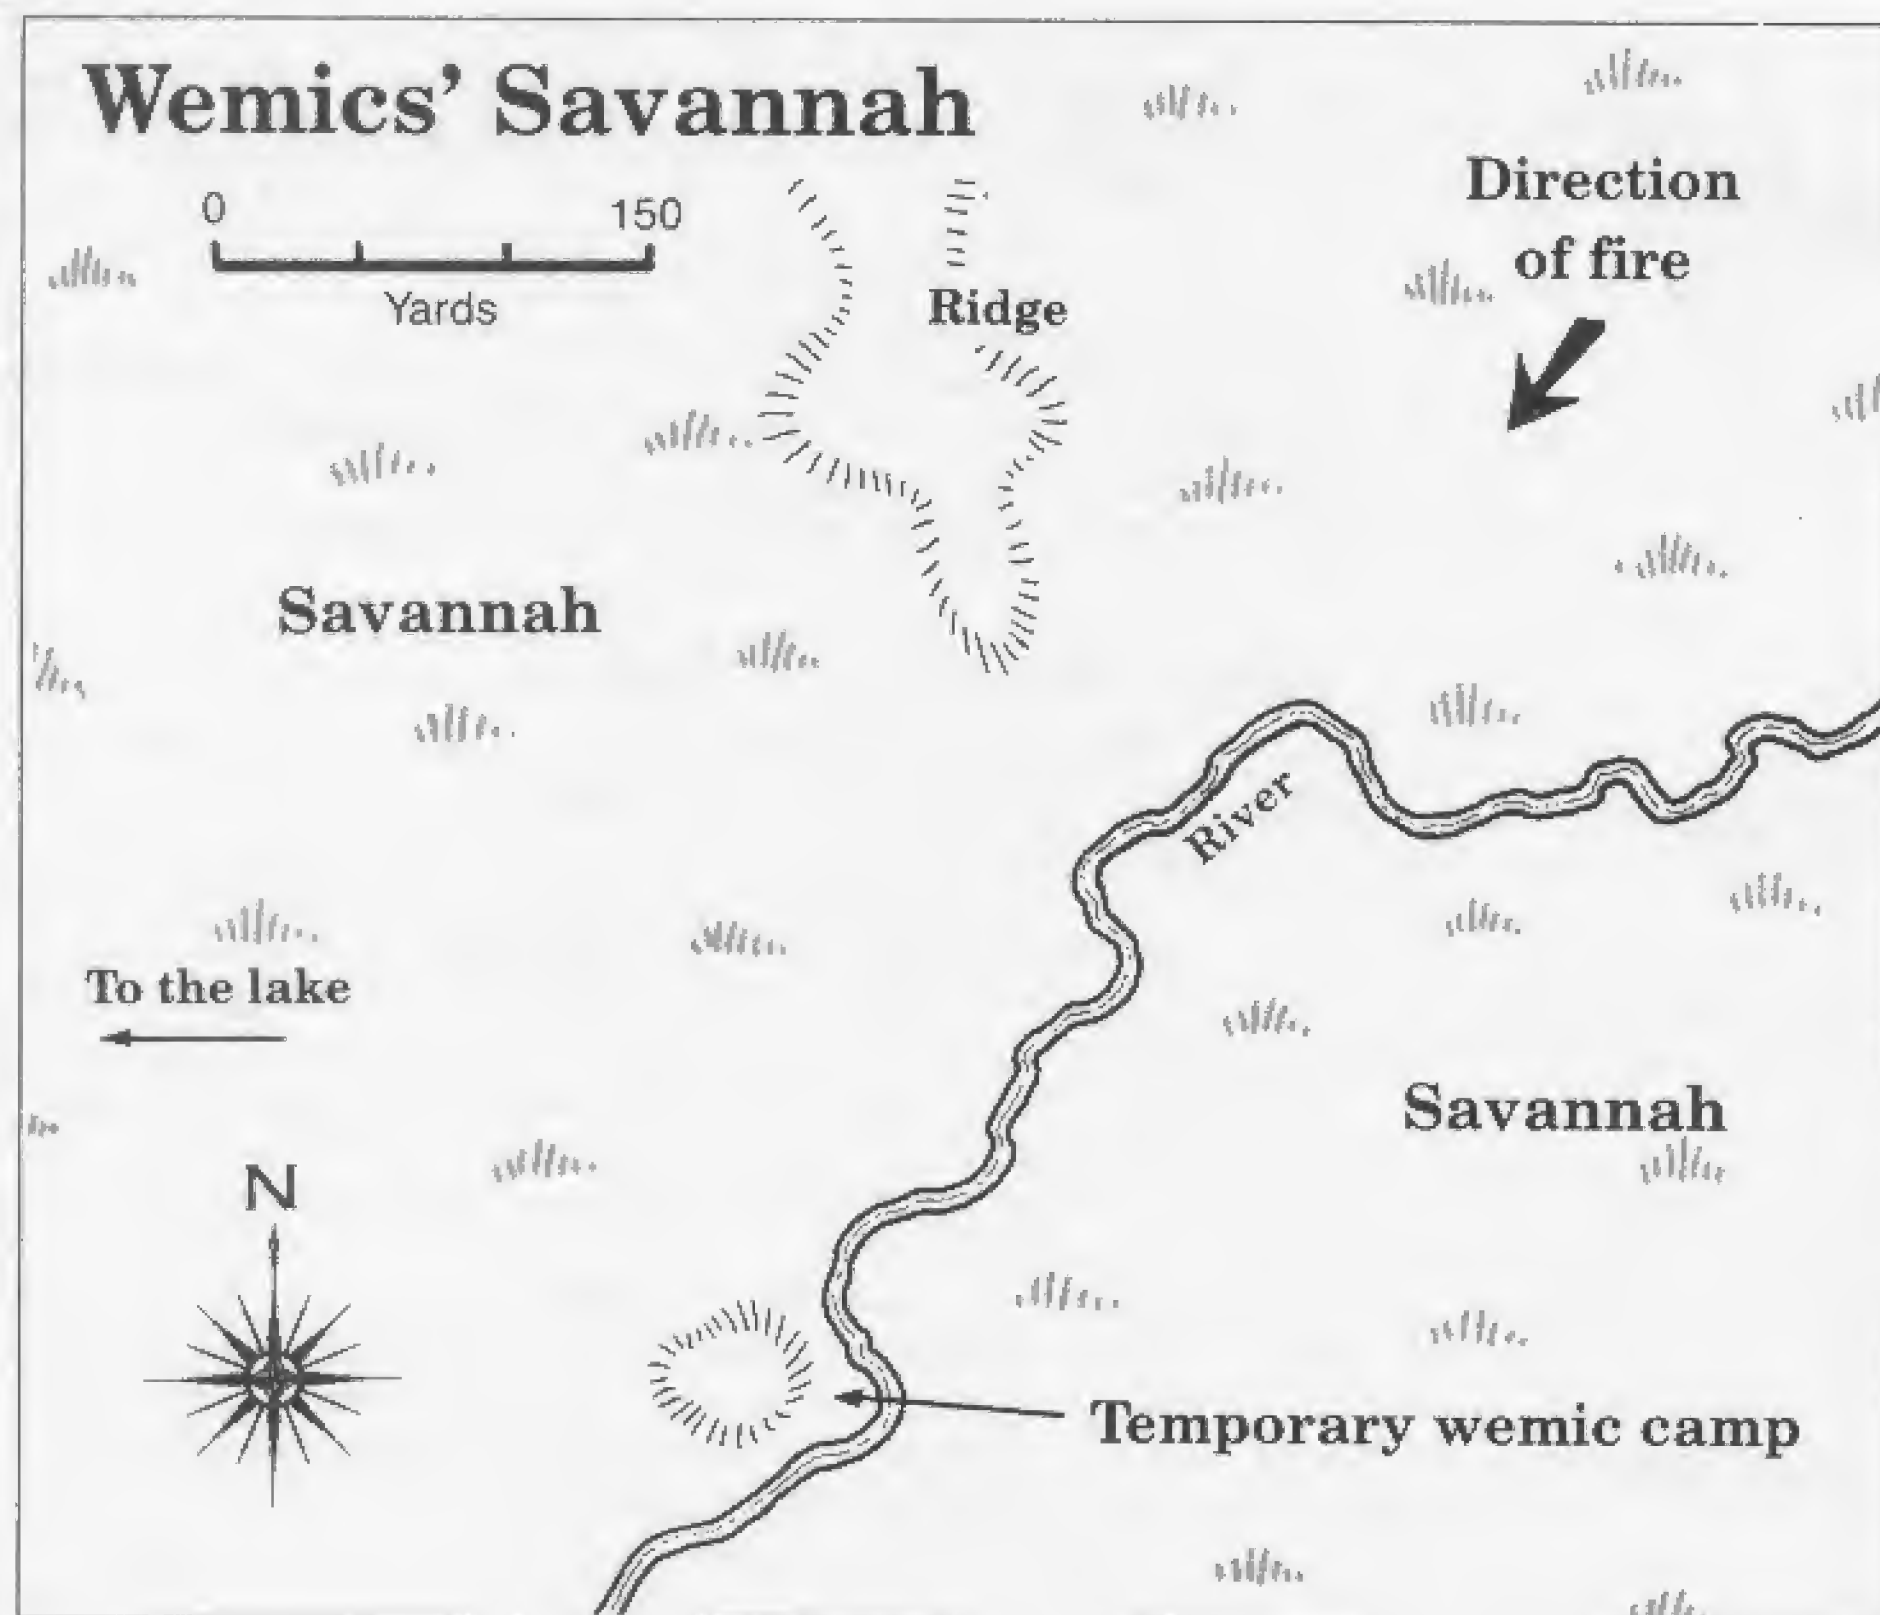 Wemics' Savannah
0 150
Yards
Direction
of fire
Ridge
Savannah
River
To the lake
Savannah
N
Temporary wemic camp